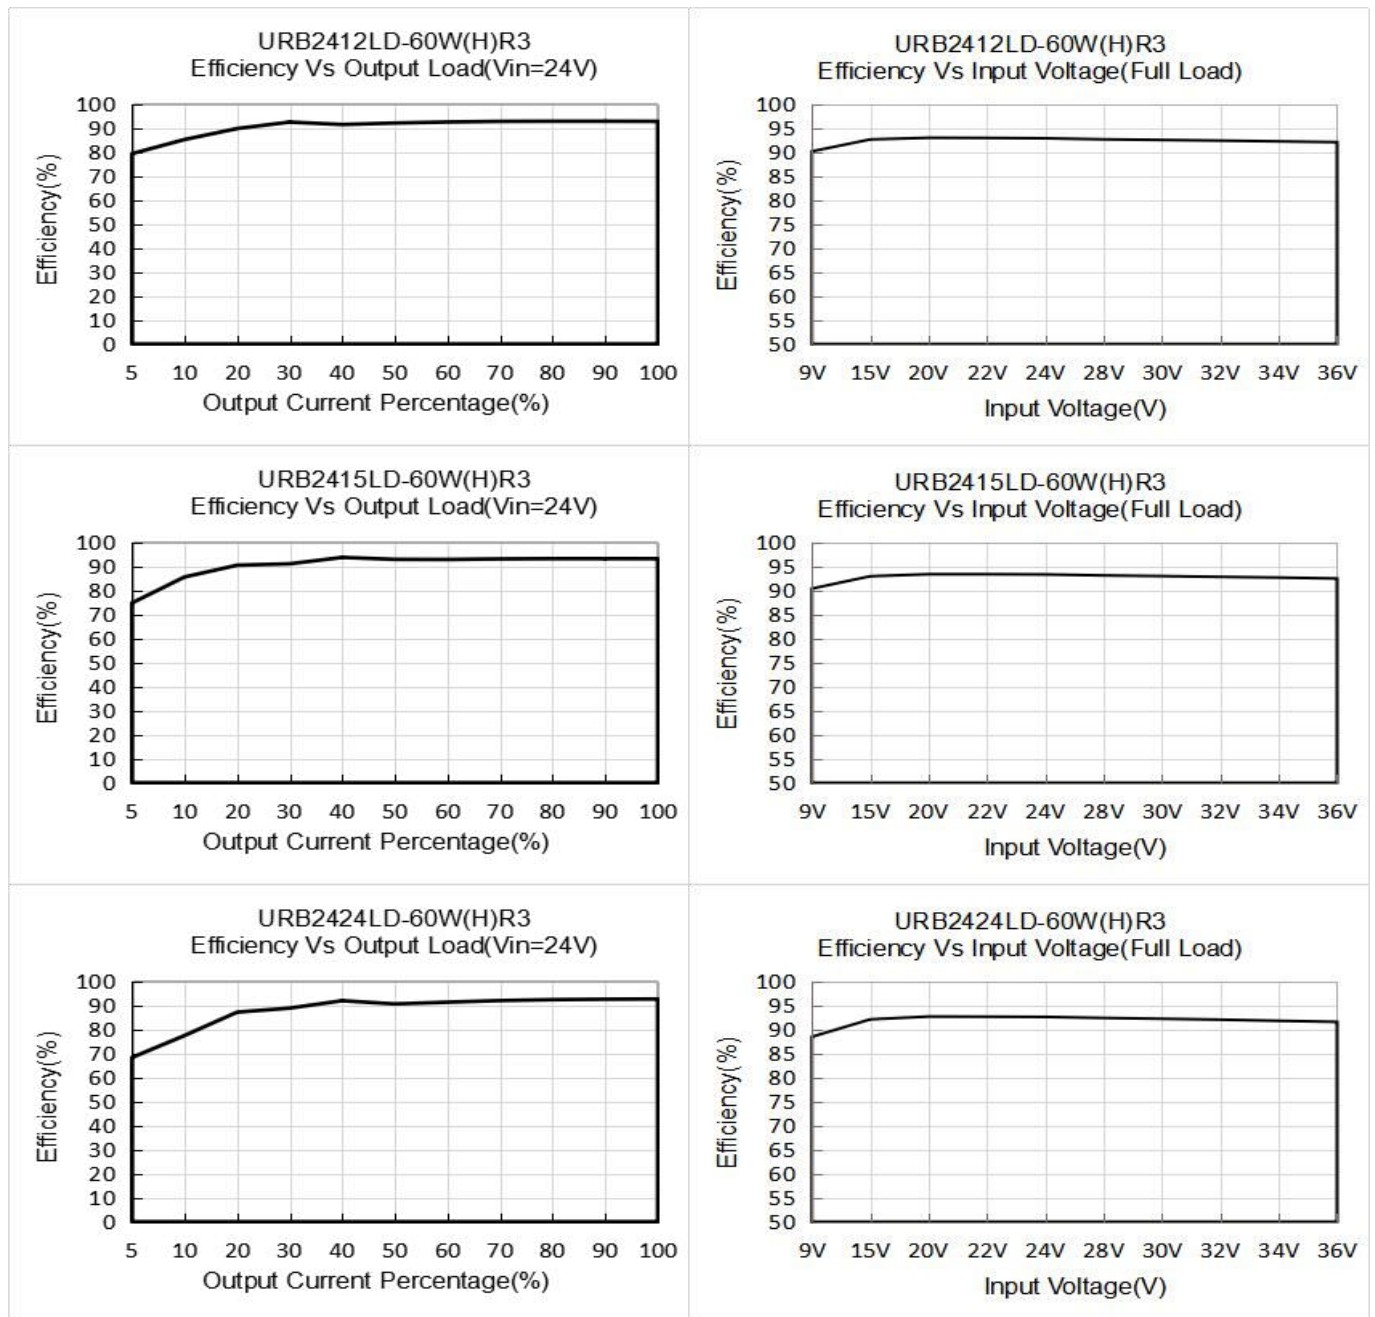 URB2412LD-60W(H)R3
Efficiency Vs Output Load(Vin=24V)
100
90
80
70
60
50
40
30
20
10
0
Efficiency(%)
5 10 20 30 40 50 60 70 80 90 100
Output Current Percentage(%)
URB2412LD-60W(H)R3
Efficiency Vs Input Voltage(Full Load)
100
95
90
85
80
75
70
65
60
55
50
Efficiency(%)
9V 15V 20V 22V 24V 28V 30V 32V 34V 36V
Input Voltage(V)
URB2415LD-60W(H)R3
Efficiency Vs Output Load(Vin=24V)
100
90
80
70
60
50
40
30
20
10
0
Efficiency(%)
5 10 20 30 40 50 60 70 80 90 100
Output Current Percentage(%)
URB2415LD-60W(H)R3
Efficiency Vs Input Voltage(Full Load)
100
95
90
85
80
75
70
65
60
55
50
Efficiency(%)
9V 15V 20V 22V 24V 28V 30V 32V 34V 36V
Input Voltage(V)
URB2424LD-60W(H)R3
Efficiency Vs Output Load(Vin=24V)
100
90
80
70
60
50
40
30
20
10
0
Efficiency(%)
5 10 20 30 40 50 60 70 80 90 100
Output Current Percentage(%)
URB2424LD-60W(H)R3
Efficiency Vs Input Voltage(Full Load)
100
95
90
85
80
75
70
65
60
55
50
Efficiency(%)
9V 15V 20V 22V 24V 28V 30V 32V 34V 36V
Input Voltage(V)